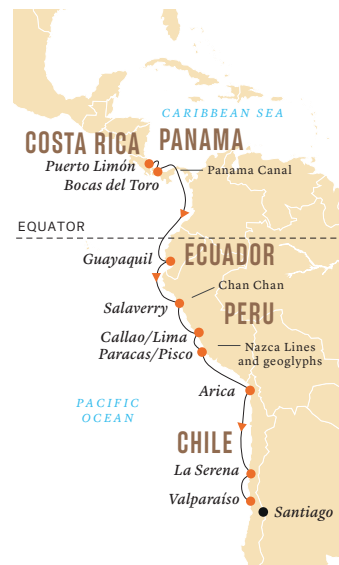 CARIBBEAN SEA
COSTA RICA
PANAMA
Puerto Limón
Panama Canal
Bocas del Toro
EQUATOR
ECUADOR
Guayaquil
Chan Chan
Salaverry
PERU
Callao/Lima
Nazca Lines
and geoglyphs
Paracas/Pisco
Arica
PACIFIC
OCEAN
CHILE
La Serena
Valparaíso
Santiago